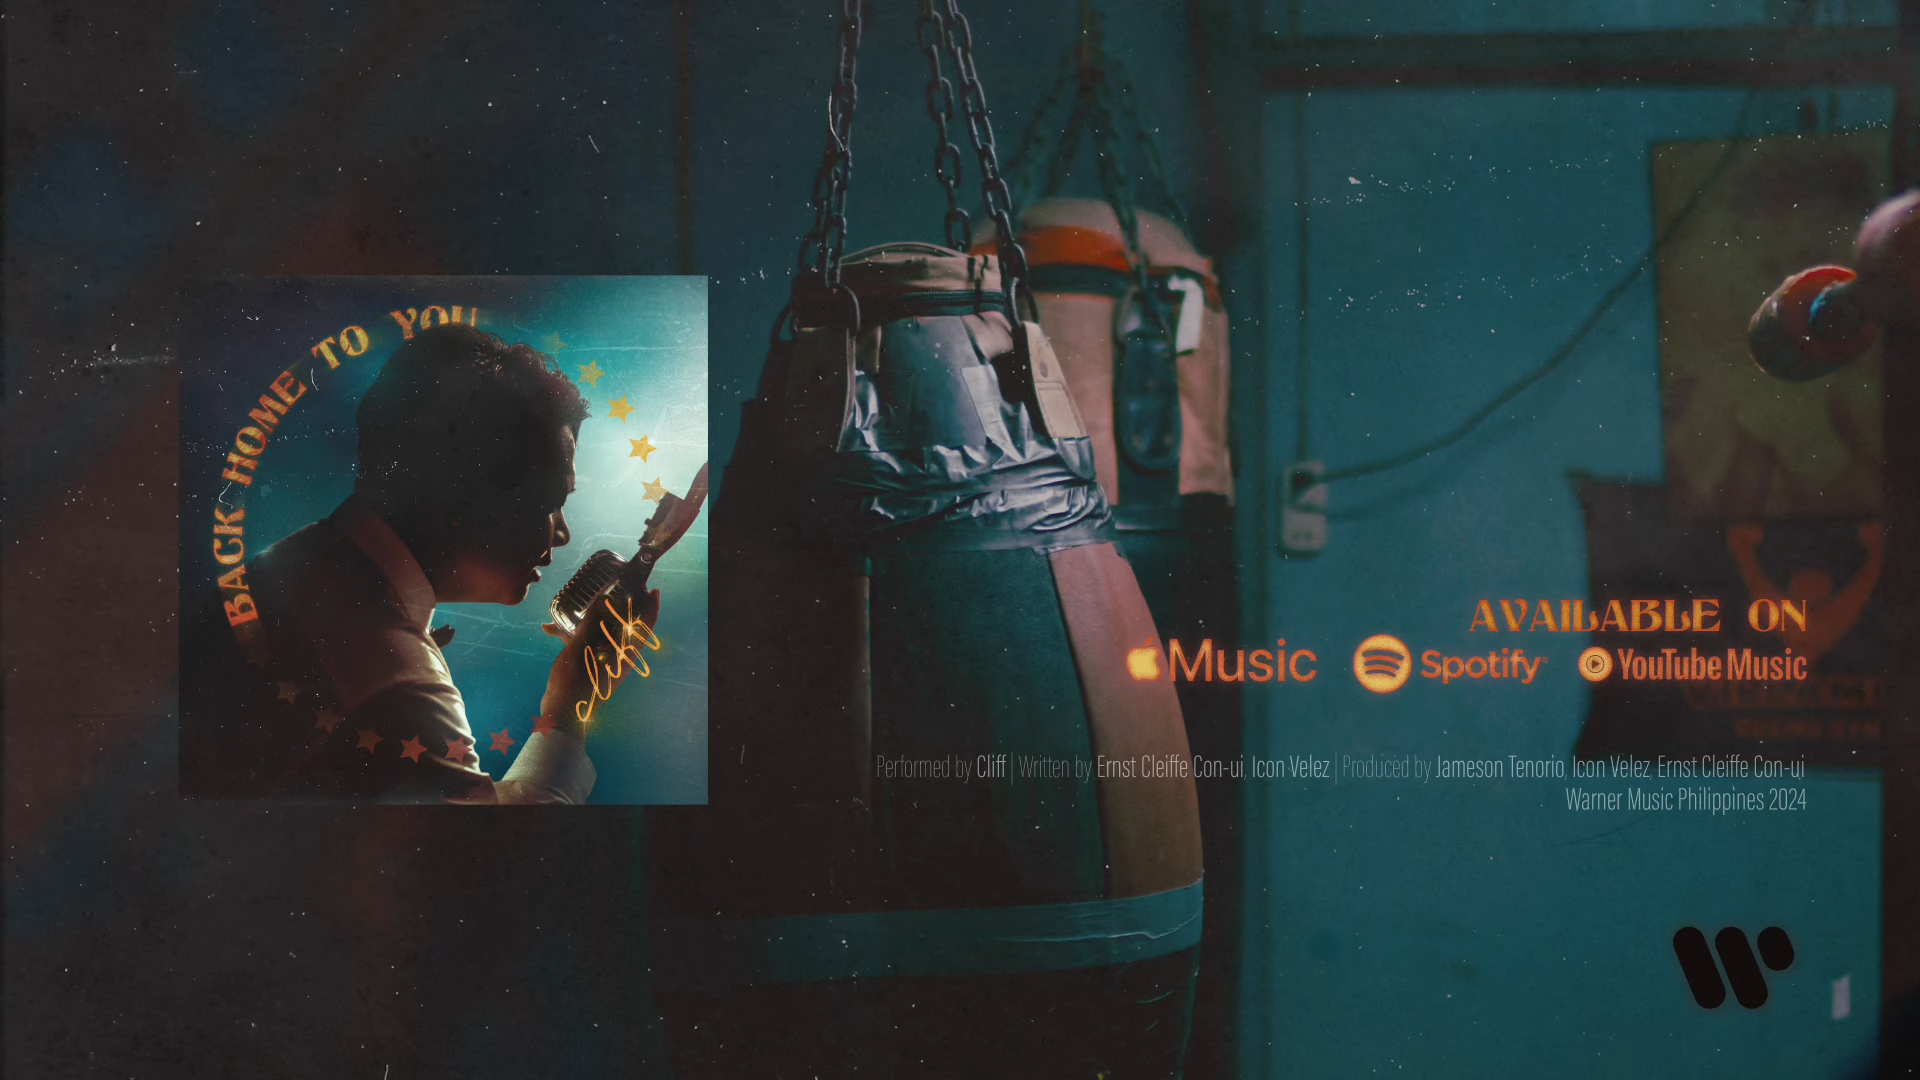 BACK HOME TO YOU
cliff
AVAILABLE ON
Music Spotify YouTube Music
Performed by Cliff | Written by Ernst Cleiffe Con-ui, Icon Velez | Produced by Jameson Tenorio, Icon Velez, Ernst Cleiffe Con-ui
Warner Music Philippines 2024